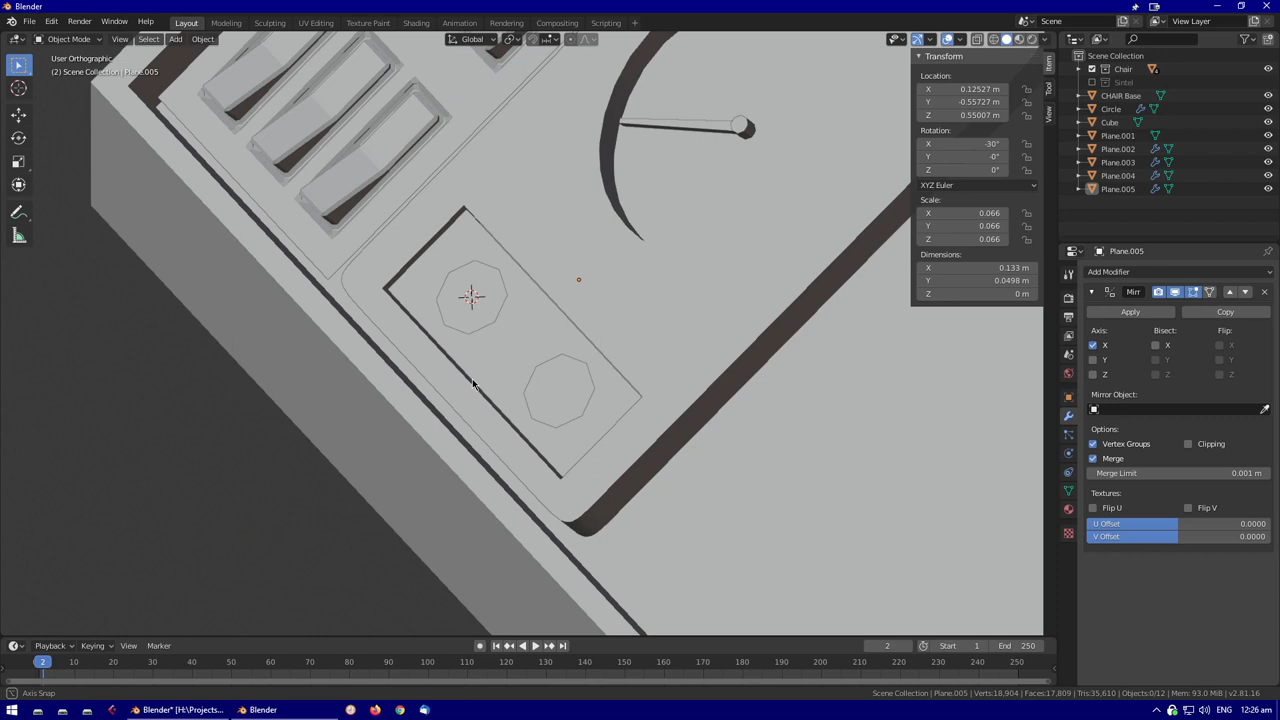 Blender
File Edit Render Window Help Layout Modeling Sculpting UV Editing Texture Paint Shading Animation Rendering Compositing Scripting + Scene View Layer
Object Mode View Select Add Object Global
User Orthographic
(2) Scene Collection | Plane.005
Transform
Location:
X 0.12527 m
Y -0.55727 m
Z 0.55007 m
Rotation:
X -30°
Y -0°
Z 0°
XYZ Euler
Scale:
X 0.066
Y 0.066
Z 0.066
Dimensions:
X 0.133 m
Y 0.0498 m
Z 0 m
Item
Tool
View
Scene Collection
Chair
Sintel
CHAIR Base
Circle
Cube
Plane.001
Plane.002
Plane.003
Plane.004
Plane.005
Plane.005
Add Modifier
Mirr
Apply Copy
Axis: Bisect: Flip:
X X X
Y Y Y
Z Z Z
Mirror Object:
Options:
Vertex Groups Clipping
Merge
Merge Limit 0.001 m
Textures:
Flip U Flip V
U Offset 0.0000
V Offset 0.0000
Playback Keying View Marker 2 Start 1 End 250
2 10 20 30 40 50 60 70 80 90 100 110 120 130 140 150 160 170 180 190 200 210 220 230 240 250
Axis Snap Scene Collection | Plane.005 | Verts:18,904 | Faces:17,809 | Tris:35,610 | Objects:0/12 | Mem: 93.0 MiB | v2.81.16
Blender* [H:\Projects... Blender 12:26 am